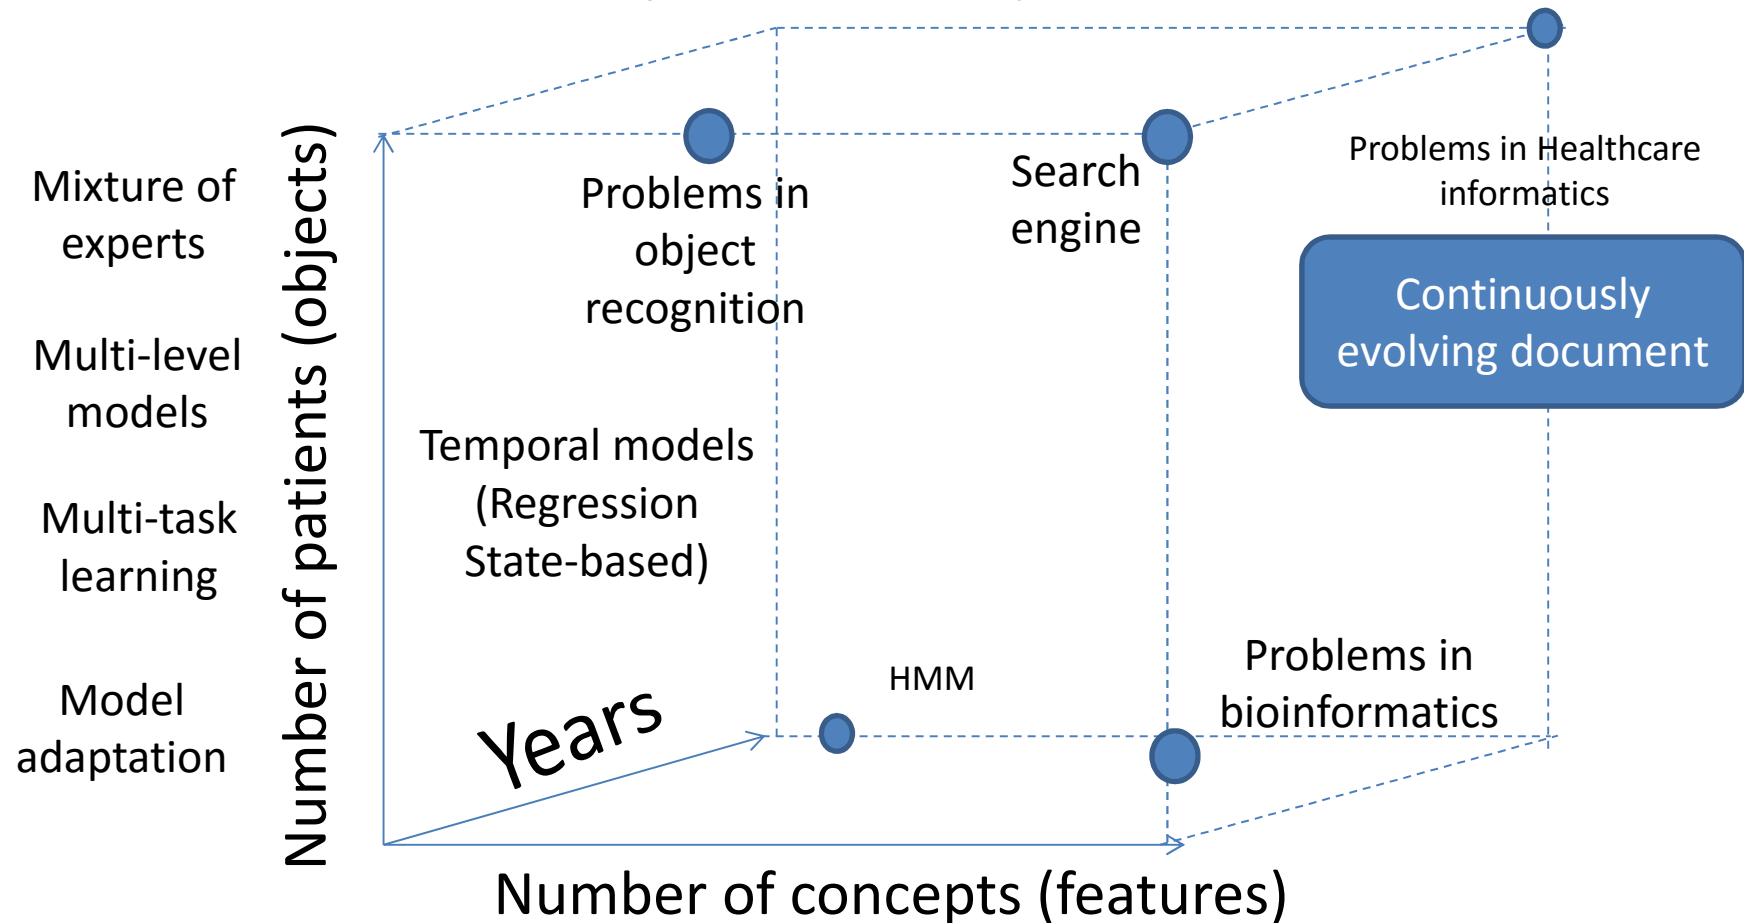 Mixture of
experts
Multi-level
models
Multi-task
learning
Model
adaptation
Number of patients (objects)
Problems in
object
recognition
Search
engine
Problems in Healthcare
informatics
Continuously
evolving document
Temporal models
(Regression
State-based)
HMM
Problems in
bioinformatics
Years
Number of concepts (features)